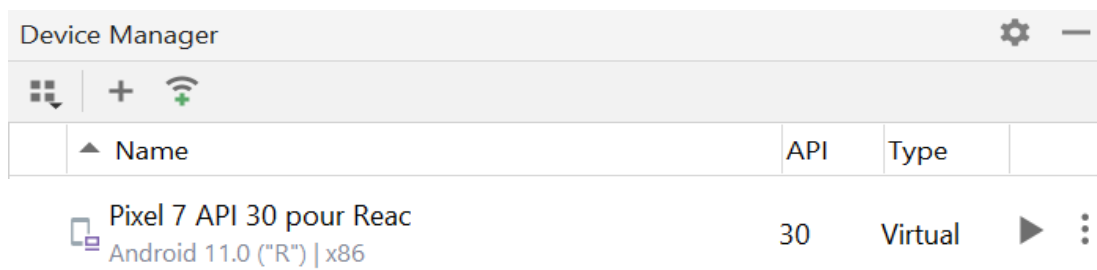 Device Manager
Name API Type
Pixel 7 API 30 pour Reac 30 Virtual
Android 11.0 ("R") | x86